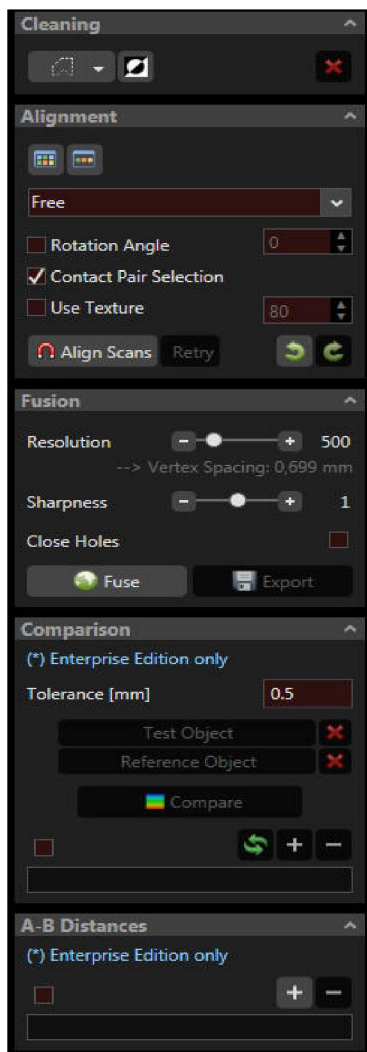 Cleaning
Alignment
Free
Rotation Angle 0
Contact Pair Selection
Use Texture 80
Align Scans Retry
Fusion
Resolution 500
--> Vertex Spacing: 0,699 mm
Sharpness 1
Close Holes
Fuse Export
Comparison
(*) Enterprise Edition only
Tolerance [mm] 0.5
Test Object
Reference Object
Compare
A-B Distances
(*) Enterprise Edition only